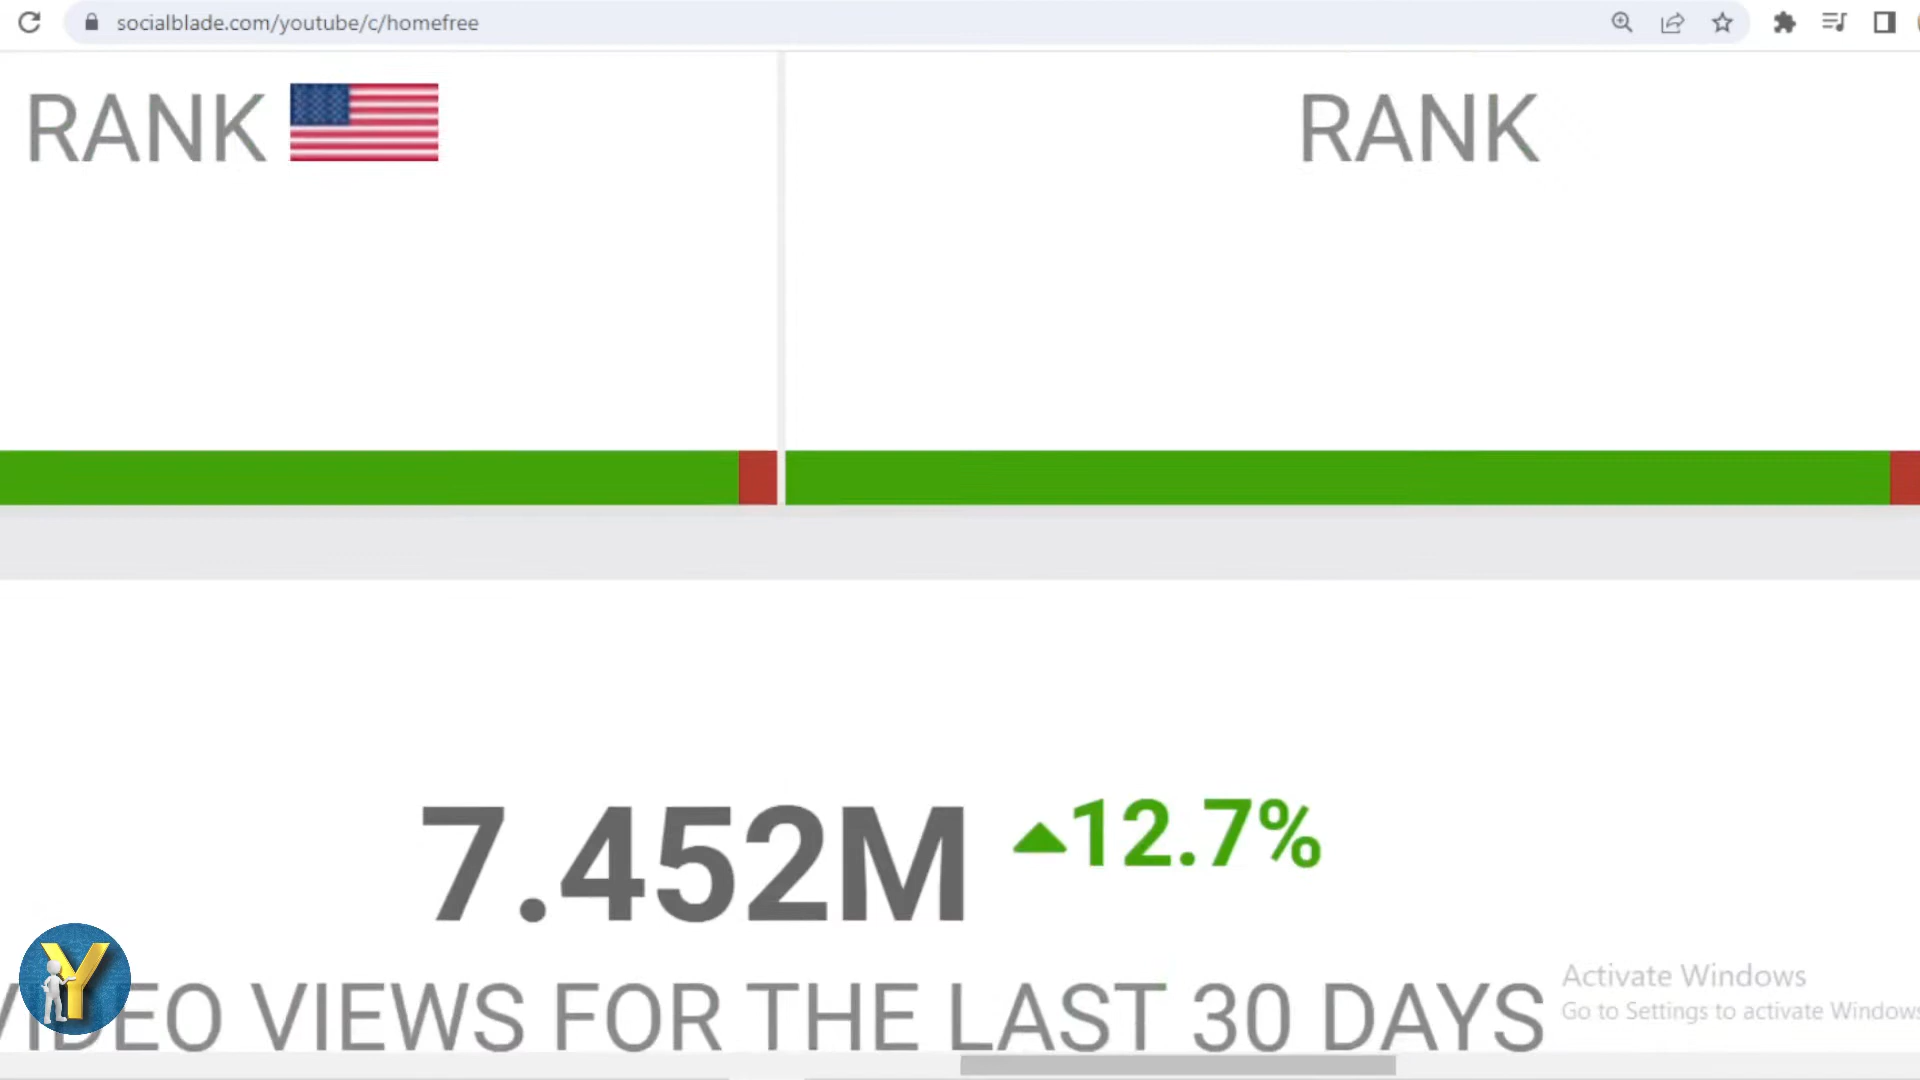 socialblade.com/youtube/c/homefree
RANK
RANK
7.452M 12.7%
VIDEO VIEWS FOR THE LAST 30 DAYS
Y
Activate Windows
Go to Settings to activate Windows